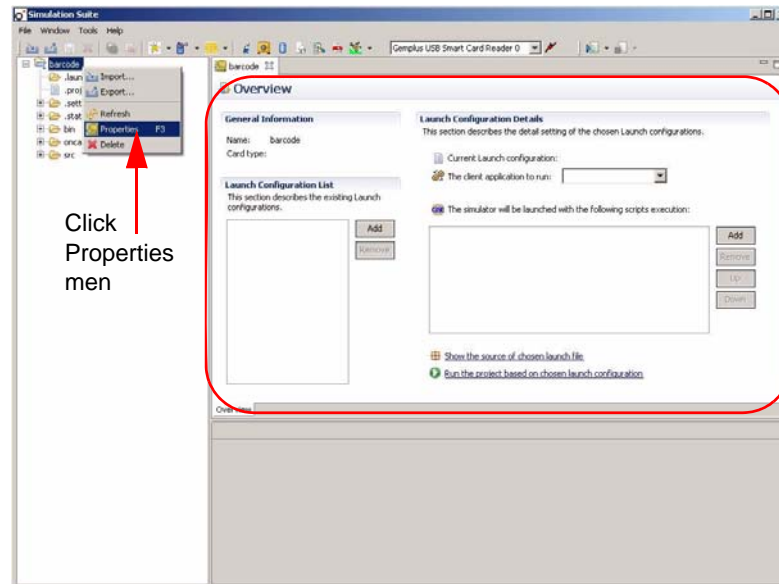 Simulation Suite
File Window Tools Help
Gemplus USB Smart Card Reader 0
barcode
.laun
.proj
.sett
.stat
bin
onca
src
Import...
Export...
Refresh
Properties F3
Delete
Click
Properties
men
barcode
Overview
General Information
Name: barcode
Card type:
Launch Configuration List
This section describes the existing Launch
configurations.
Add
Remove
Launch Configuration Details
This section describes the detail setting of the chosen Launch configurations.
Current Launch configuration:
The client application to run:
The simulator will be launched with the following scripts execution:
Add
Remove
Up
Down
Show the source of chosen launch file
Run the project based on chosen launch configuration
Overview